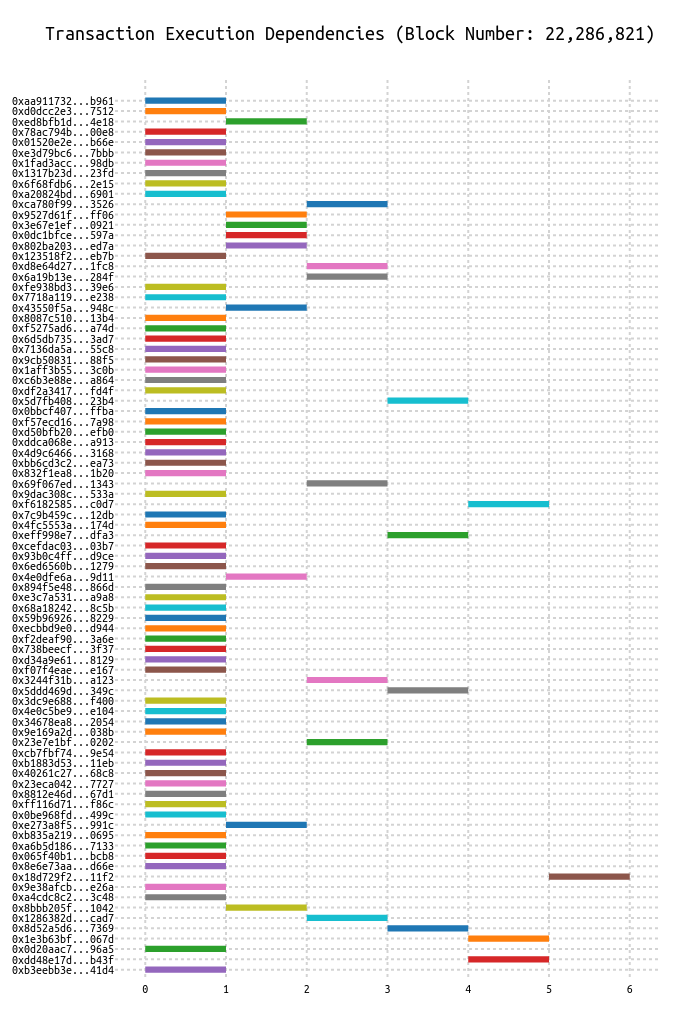 Transaction Execution Dependencies (Block Number: 22,286,821)
0xaa911732...b961
0xd0dcc2e3...7512
0xed8bfb1d...4e18
0x78ac794b...00e8
0x01520e2e...b66e
0xe3d79bc6...7bbb
0x1fad3acc...98db
0x1317b23d...23fd
0x6f68fdb6...2e15
0xa20824bd...6901
0xca780f99...3526
0x9527d61f...ff06
0x3e67e1ef...0921
0x0dc1bfce...597a
0x802ba203...ed7a
0x123518f2...eb7b
0xd8e64d27...1fc8
0x6a19b13e...284f
0xfe938bd3...39e6
0x7718a119...e238
0x43550f5a...948c
0x8087c510...13b4
0xf5275ad6...a74d
0x6d5db735...3ad7
0x7136da5a...55c8
0x9cb50831...88f5
0x1aff3b55...3c0b
0xc6b3e88e...a864
0xdf2a3417...fd4f
0x5d7fb408...23b4
0x0bbcf407...ffba
0xf57ecd16...7a98
0xd50bfb20...efb0
0xddca068e...a913
0x4d9c6466...3168
0xbb6cd3c2...ea73
0x832f1ea8...1b20
0x69f067ed...1343
0x9dac308c...533a
0xf6182585...c0d7
0x7c9b459c...12db
0x4fc5553a...174d
0xeff998e7...dfa3
0xcefdac03...03b7
0x93b0c4ff...d9ce
0x6ed6560b...1279
0x4e0dfe6a...9d11
0x894f5e48...866d
0xe3c7a531...a9a8
0x68a18242...8c5b
0x59b96926...8229
0xecbbd9e0...d944
0xf2deaf90...3a6e
0x738beecf...3f37
0xd34a9e61...8129
0xf07f4eae...e167
0x3244f31b...a123
0x5ddd469d...349c
0x3dc9e688...f400
0x4e0c5be9...e104
0x34678ea8...2054
0x9e169a2d...038b
0x23e7e1bf...0202
0xcb7fbf74...9e54
0xb1883d53...11eb
0x40261c27...68c8
0x23eca042...7727
0x8812e46d...67d1
0xff116d71...f86c
0x0be968fd...499c
0xe273a8f5...991c
0xb835a219...0695
0xa6b5d186...7133
0x065f40b1...bcb8
0x8e6e73aa...d66e
0x18d729f2...11f2
0x9e38afcb...e26a
0xa4cdc8c2...3c48
0x8bbb205f...1042
0x1286382d...cad7
0x8d52a5d6...7369
0x1e3b63bf...067d
0x0d20aac7...96a5
0xdd48e17d...b43f
0xb3eebb3e...41d4
0 1 2 3 4 5 6